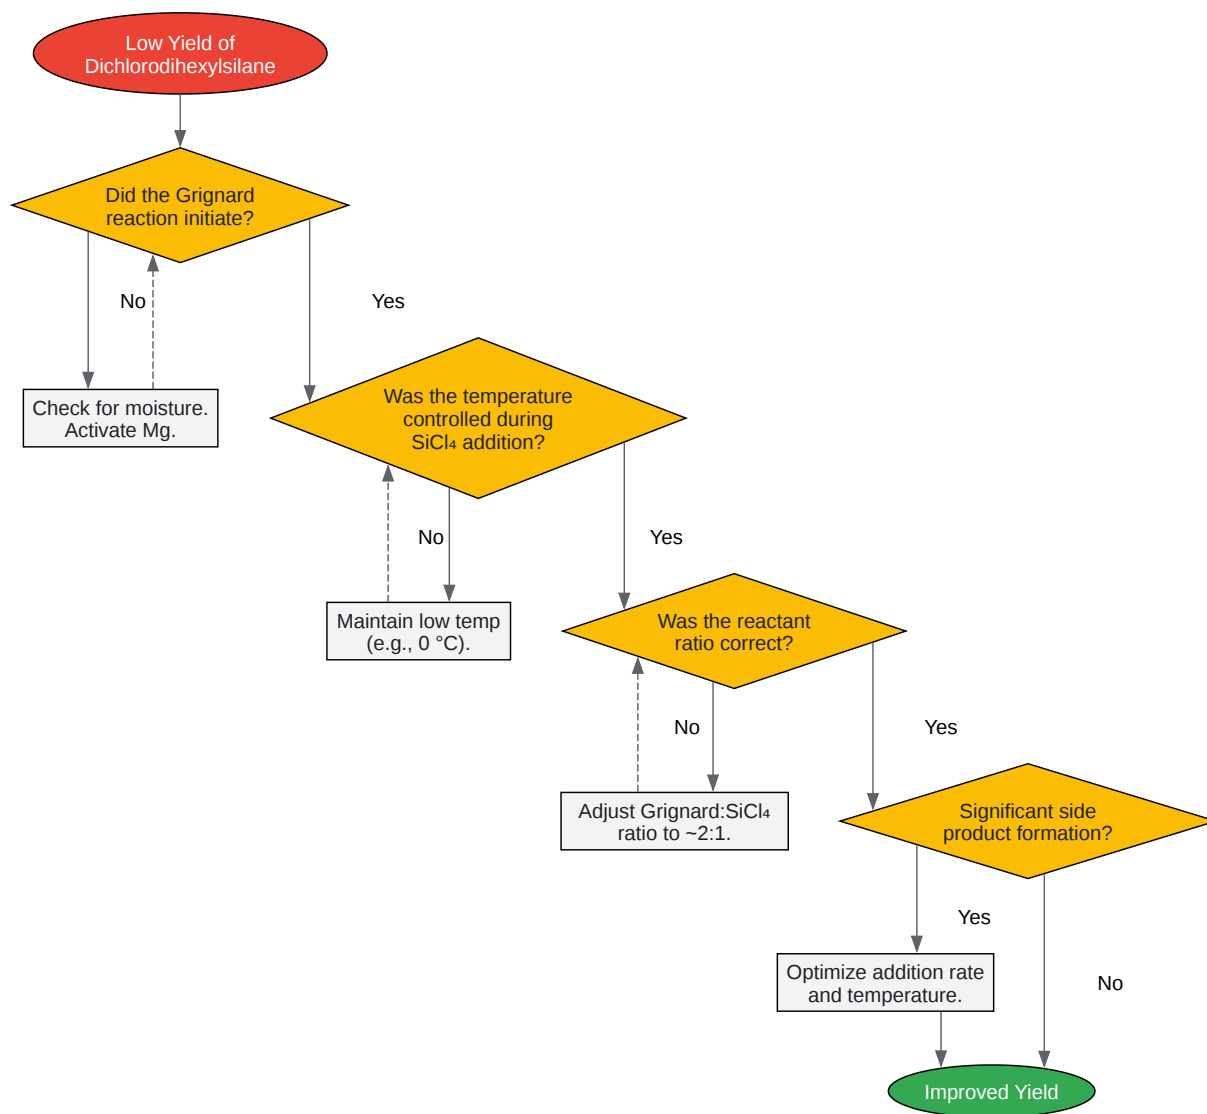 Low Yield of
Dichlorodihexylsilane
Did the Grignard
reaction initiate?
No
Yes
Check for moisture.
Activate Mg.
Was the temperature
controlled during
SiCl₄ addition?
No
Yes
Maintain low temp
(e.g., 0 °C).
Was the reactant
ratio correct?
No
Yes
Adjust Grignard:SiCl₄
ratio to ~2:1.
Significant side
product formation?
Yes
No
Optimize addition rate
and temperature.
Improved Yield